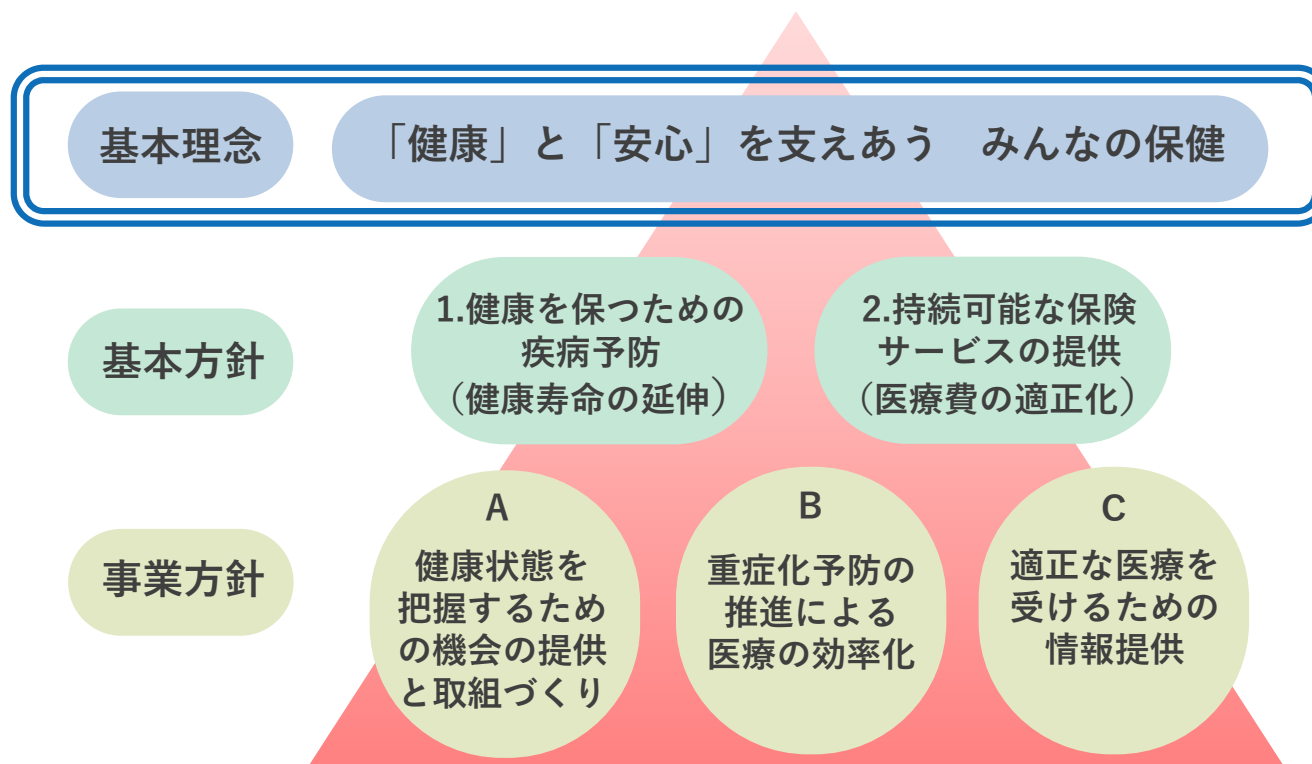 基本理念
「健康」と「安心」を支えあう　みんなの保健
基本方針
1.健康を保つための
疾病予防
（健康寿命の延伸）
2.持続可能な保険
サービスの提供
（医療費の適正化）
事業方針
A
健康状態を
把握するため
の機会の提供
と取組づくり
B
重症化予防の
推進による
医療の効率化
C
適正な医療を
受けるための
情報提供